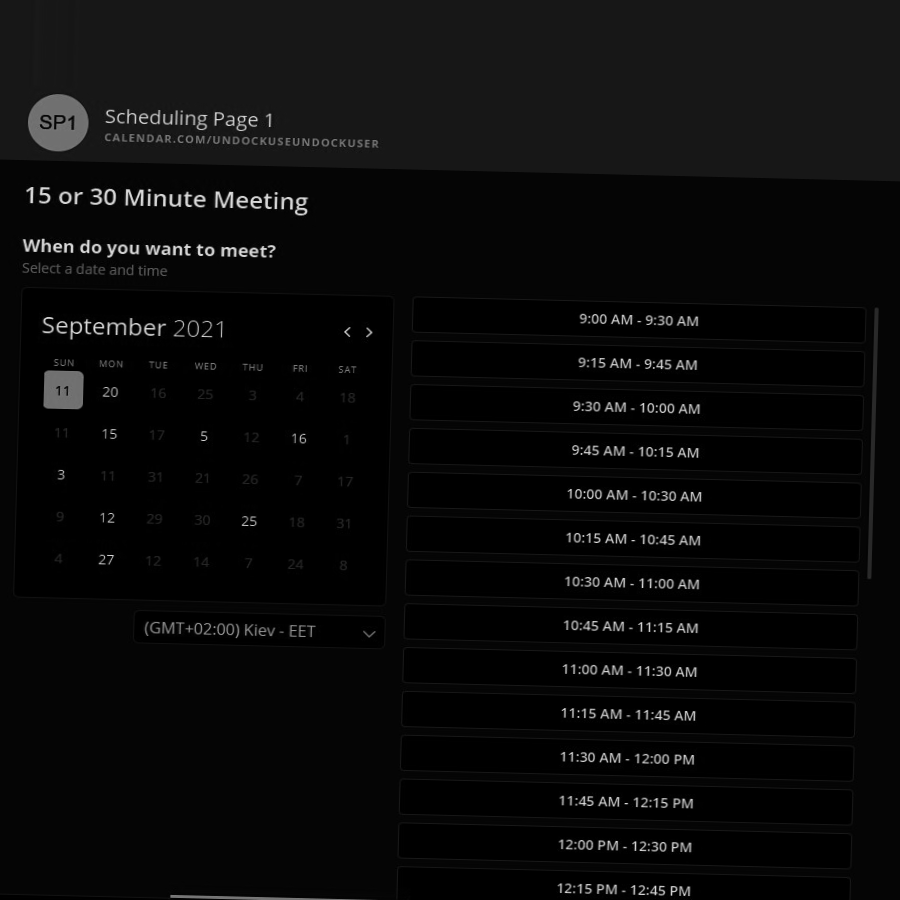 SP1
Scheduling Page 1
CALENDAR.COM/UNDOCKUSEUNDOCKUSER
15 or 30 Minute Meeting
When do you want to meet?
Select a date and time
September 2021
SUN MON TUE WED THU FRI SAT
11 20 16 25 3 4 18
11 15 17 5 12 16 1
3 11 31 21 26 7 17
9 12 29 30 25 18 31
4 27 12 14 7 24 8
(GMT+02:00) Kiev - EET
9:00 AM - 9:30 AM
9:15 AM - 9:45 AM
9:30 AM - 10:00 AM
9:45 AM - 10:15 AM
10:00 AM - 10:30 AM
10:15 AM - 10:45 AM
10:30 AM - 11:00 AM
10:45 AM - 11:15 AM
11:00 AM - 11:30 AM
11:15 AM - 11:45 AM
11:30 AM - 12:00 PM
11:45 AM - 12:15 PM
12:00 PM - 12:30 PM
12:15 PM - 12:45 PM